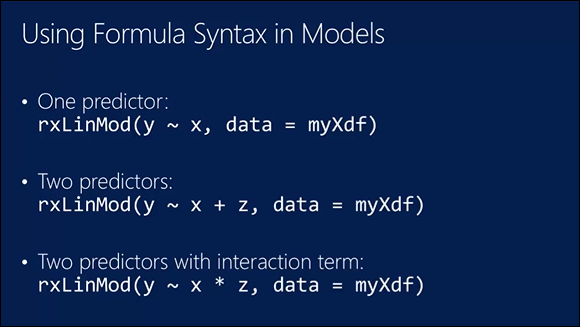 Using Formula Syntax in Models
• One predictor:
rxLinMod(y ~ x, data = myXdf)
• Two predictors:
rxLinMod(y ~ x + z, data = myXdf)
• Two predictors with interaction term:
rxLinMod(y ~ x * z, data = myXdf)